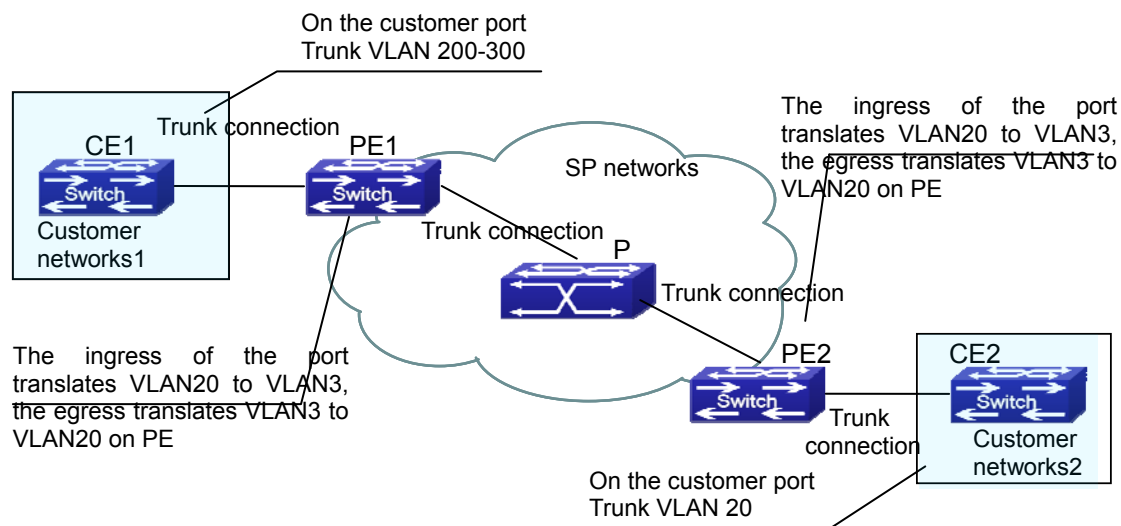 On the customer port
Trunk VLAN 200-300
Trunk connection
CE1
Switch
Customer
networks1
PE1
Switch
SP networks
The ingress of the port
translates VLAN20 to VLAN3,
the egress translates VLAN3 to
VLAN20 on PE
Trunk connection
P
Trunk connection
The ingress of the port
translates VLAN20 to VLAN3,
the egress translates VLAN3 to
VLAN20 on PE
PE2
Switch
CE2
Switch
Trunk
connection
Customer
networks2
On the customer port
Trunk VLAN 20